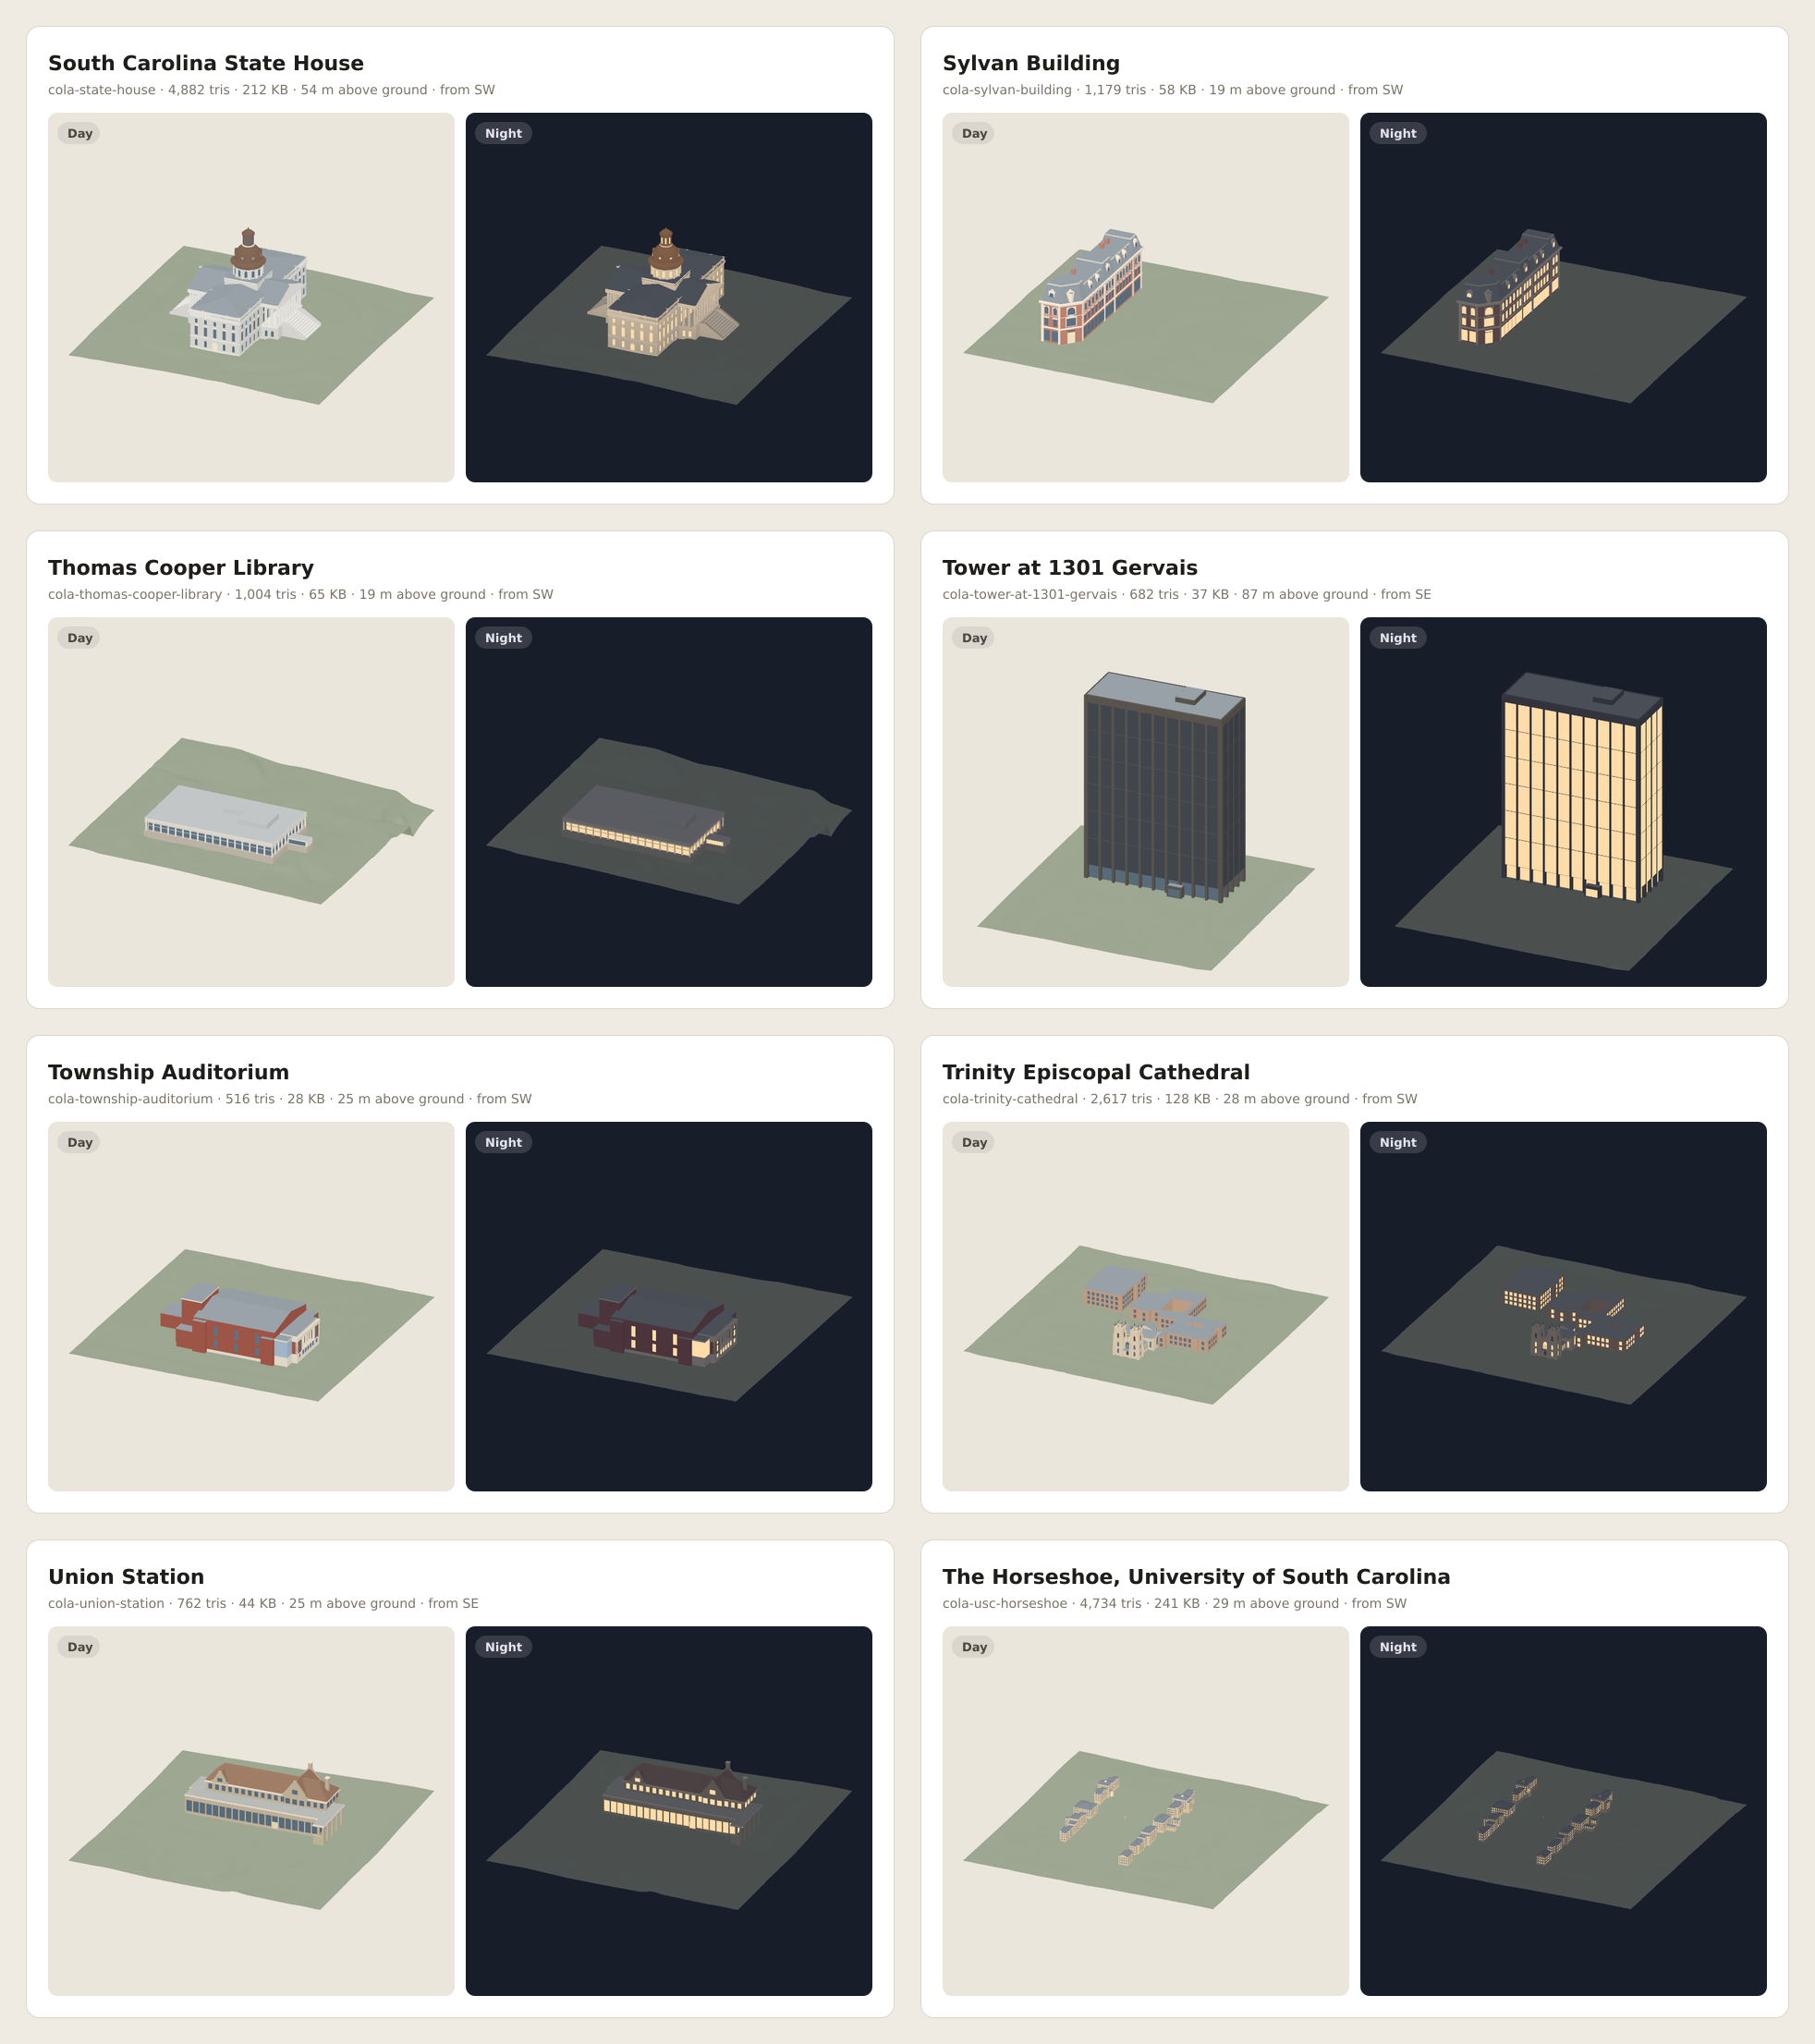 South Carolina State House
cola-state-house · 4,882 tris · 212 KB · 54 m above ground · from SW
Day
Night
Sylvan Building
cola-sylvan-building · 1,179 tris · 58 KB · 19 m above ground · from SW
Day
Night
Thomas Cooper Library
cola-thomas-cooper-library · 1,004 tris · 65 KB · 19 m above ground · from SW
Day
Night
Tower at 1301 Gervais
cola-tower-at-1301-gervais · 682 tris · 37 KB · 87 m above ground · from SE
Day
Night
Township Auditorium
cola-township-auditorium · 516 tris · 28 KB · 25 m above ground · from SW
Day
Night
Trinity Episcopal Cathedral
cola-trinity-cathedral · 2,617 tris · 128 KB · 28 m above ground · from SW
Day
Night
Union Station
cola-union-station · 762 tris · 44 KB · 25 m above ground · from SE
Day
Night
The Horseshoe, University of South Carolina
cola-usc-horseshoe · 4,734 tris · 241 KB · 29 m above ground · from SW
Day
Night